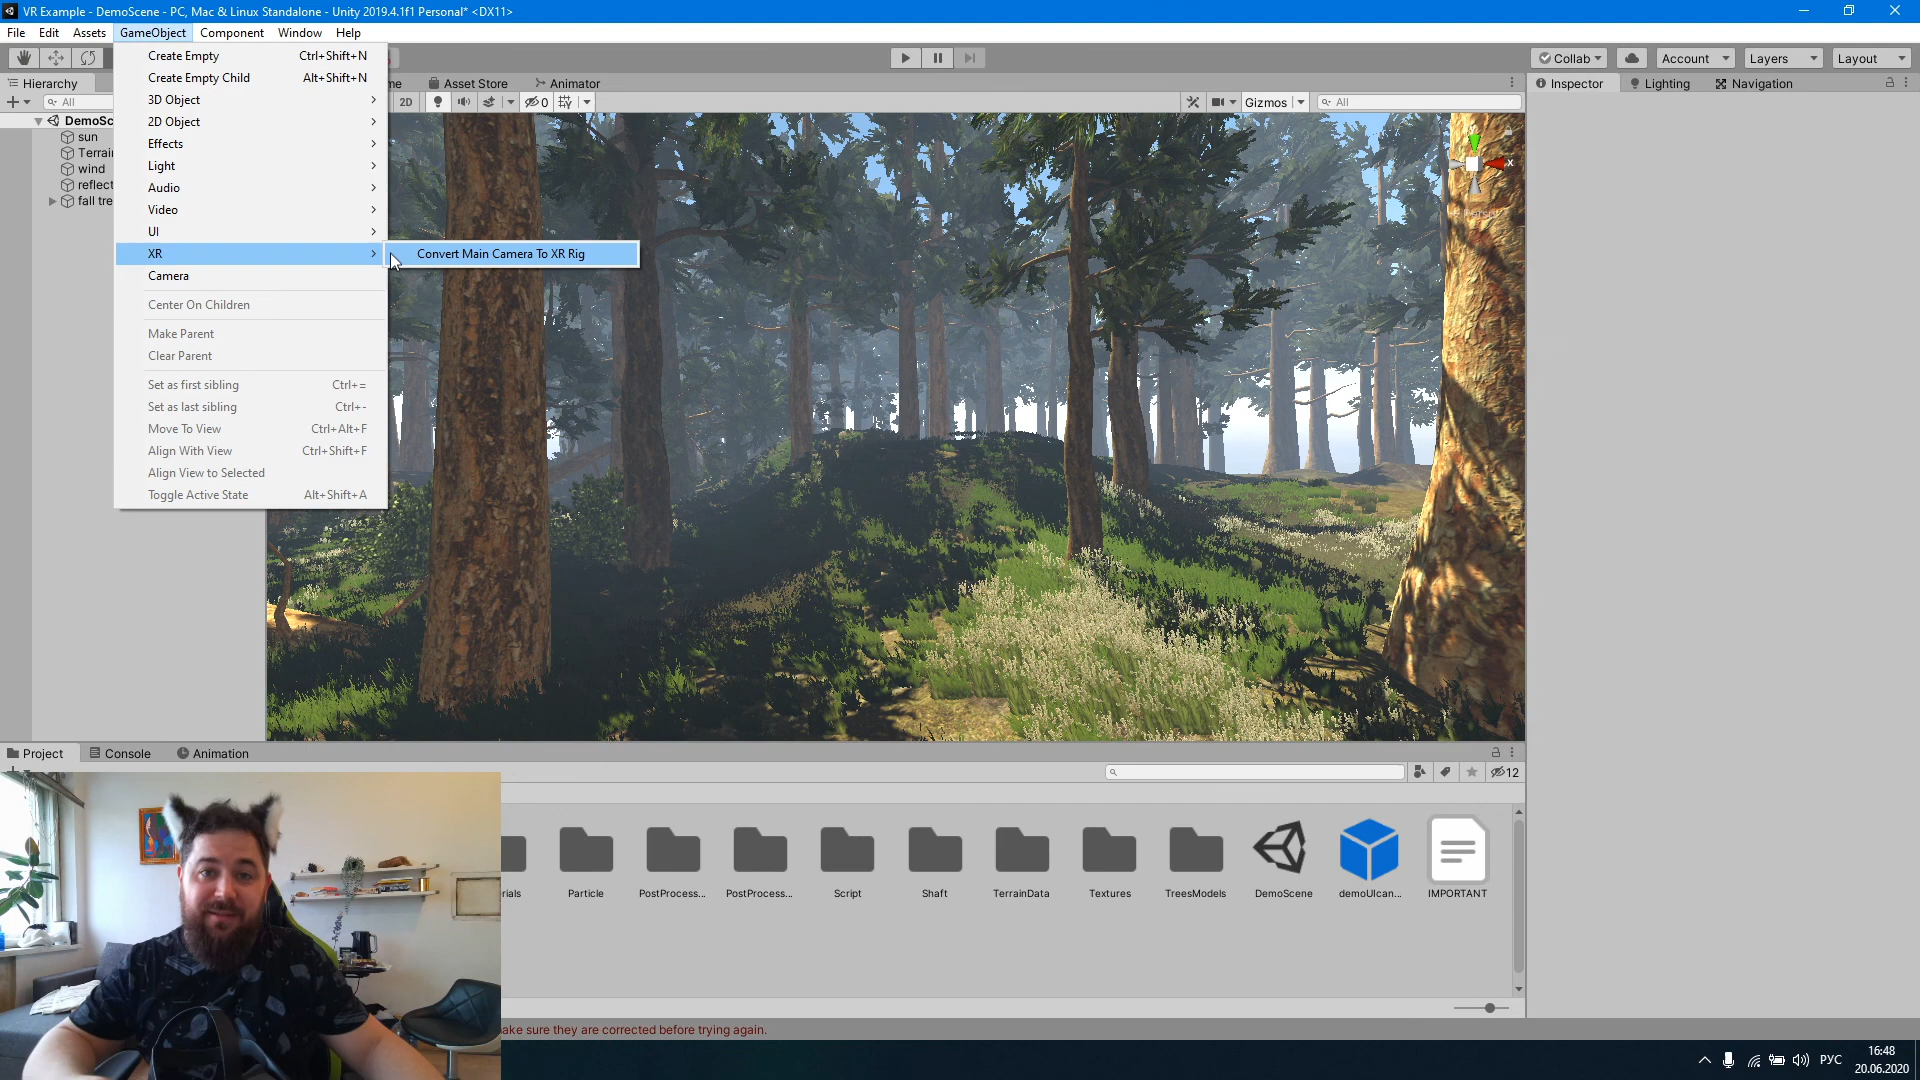 VR Example - DemoScene - PC, Mac & Linux Standalone - Unity 2019.4.1f1 Personal* <DX11>
File Edit Assets GameObject Component Window Help
Collab Account Layers Layout
Hierarchy
Asset Store Animator
Inspector Lighting Navigation
All
2D
0
Gizmos
All
sun
wind
Create Empty Ctrl+Shift+N
Create Empty Child Alt+Shift+N
3D Object
2D Object
Effects
Light
Audio
Video
UI
XR
Convert Main Camera To XR Rig
Camera
Center On Children
Make Parent
Clear Parent
Set as first sibling Ctrl+=
Set as last sibling Ctrl+-
Move To View Ctrl+Alt+F
Align With View Ctrl+Shift+F
Align View to Selected
Toggle Active State Alt+Shift+A
x
Project Console Animation
12
Particle
PostProcess...
PostProcess...
Script
Shaft
TerrainData
Textures
TreesModels
DemoScene
demoUIcan...
IMPORTANT
ake sure they are corrected before trying again.
РУС
16:48
20.06.2020